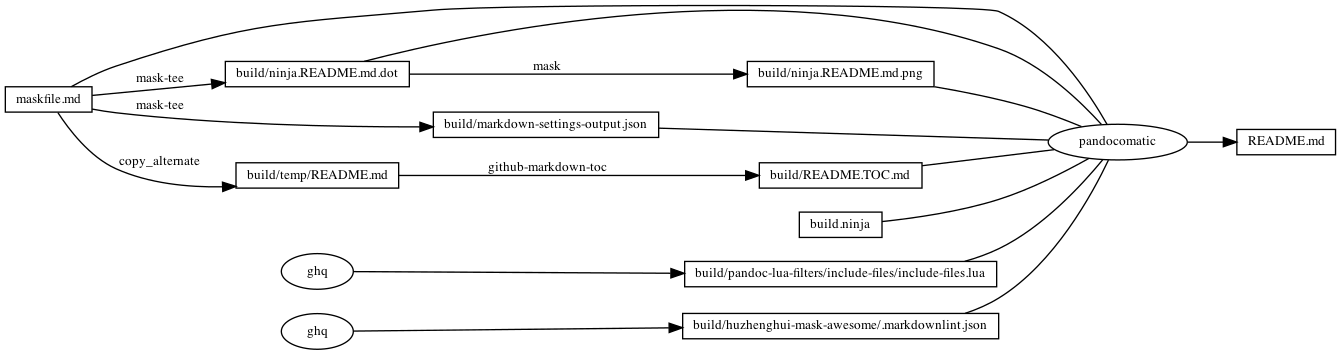 maskfile.md
mask-tee
mask-tee
copy_alternate
build/ninja.README.md.dot
mask
build/ninja.README.md.png
build/markdown-settings-output.json
build/temp/README.md
github-markdown-toc
build/README.TOC.md
build.ninja
ghq
build/pandoc-lua-filters/include-files/include-files.lua
ghq
build/huzhenghui-mask-awesome/.markdownlint.json
pandocomatic
README.md